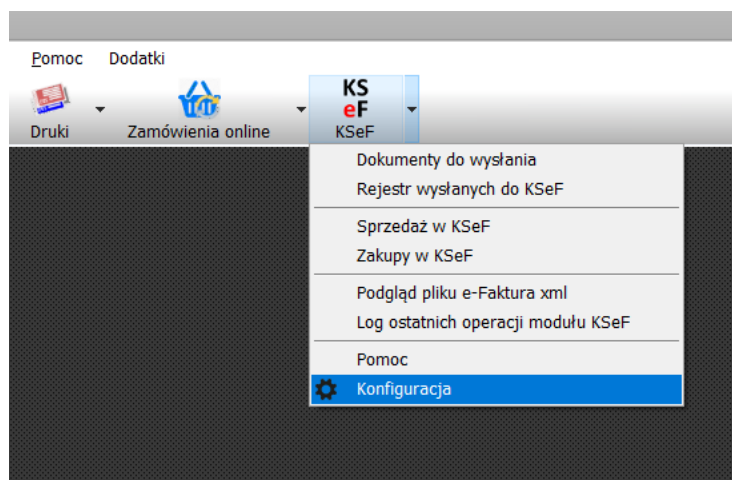 Pomoc Dodatki
KS
eF
Druki Zamówienia online KSeF
Dokumenty do wysłania
Rejestr wysłanych do KSeF
Sprzedaż w KSeF
Zakupy w KSeF
Podgląd pliku e-Faktura xml
Log ostatnich operacji modułu KSeF
Pomoc
Konfiguracja